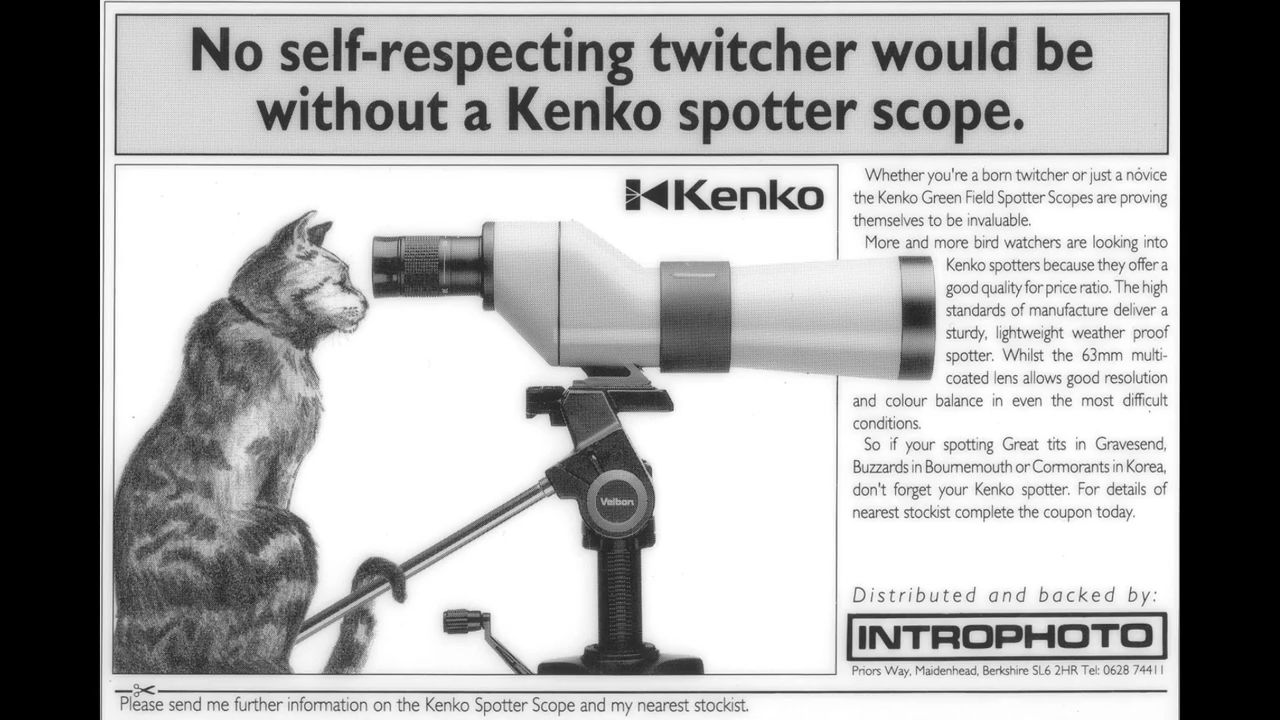 No self-respecting twitcher would be
without a Kenko spotter scope.
Kenko
Whether you're a born twitcher or just a novice
the Kenko Green Field Spotter Scopes are proving
themselves to be invaluable.
More and more bird watchers are looking into
Kenko spotters because they offer a
good quality for price ratio. The high
standards of manufacture deliver a
sturdy, lightweight weather proof
spotter. Whilst the 63mm multi-
coated lens allows good resolution
and colour balance in even the most difficult
conditions.
So if your spotting Great tits in Gravesend,
Buzzards in Bournemouth or Cormorants in Korea,
don't forget your Kenko spotter. For details of
nearest stockist complete the coupon today.
Velbon
Distributed and backed by:
INTROPHOTO
Priors Way, Maidenhead, Berkshire SL6 2HR Tel: 0628 74411
Please send me further information on the Kenko Spotter Scope and my nearest stockist.